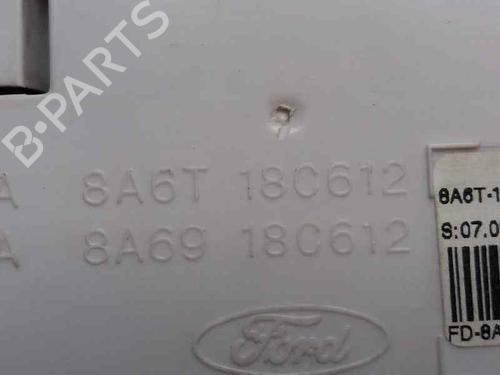 B-PARTS
A 8A6T 18C612
A 8A69 18C612
Ford
8A6T-1
S:07.0
FD-8A